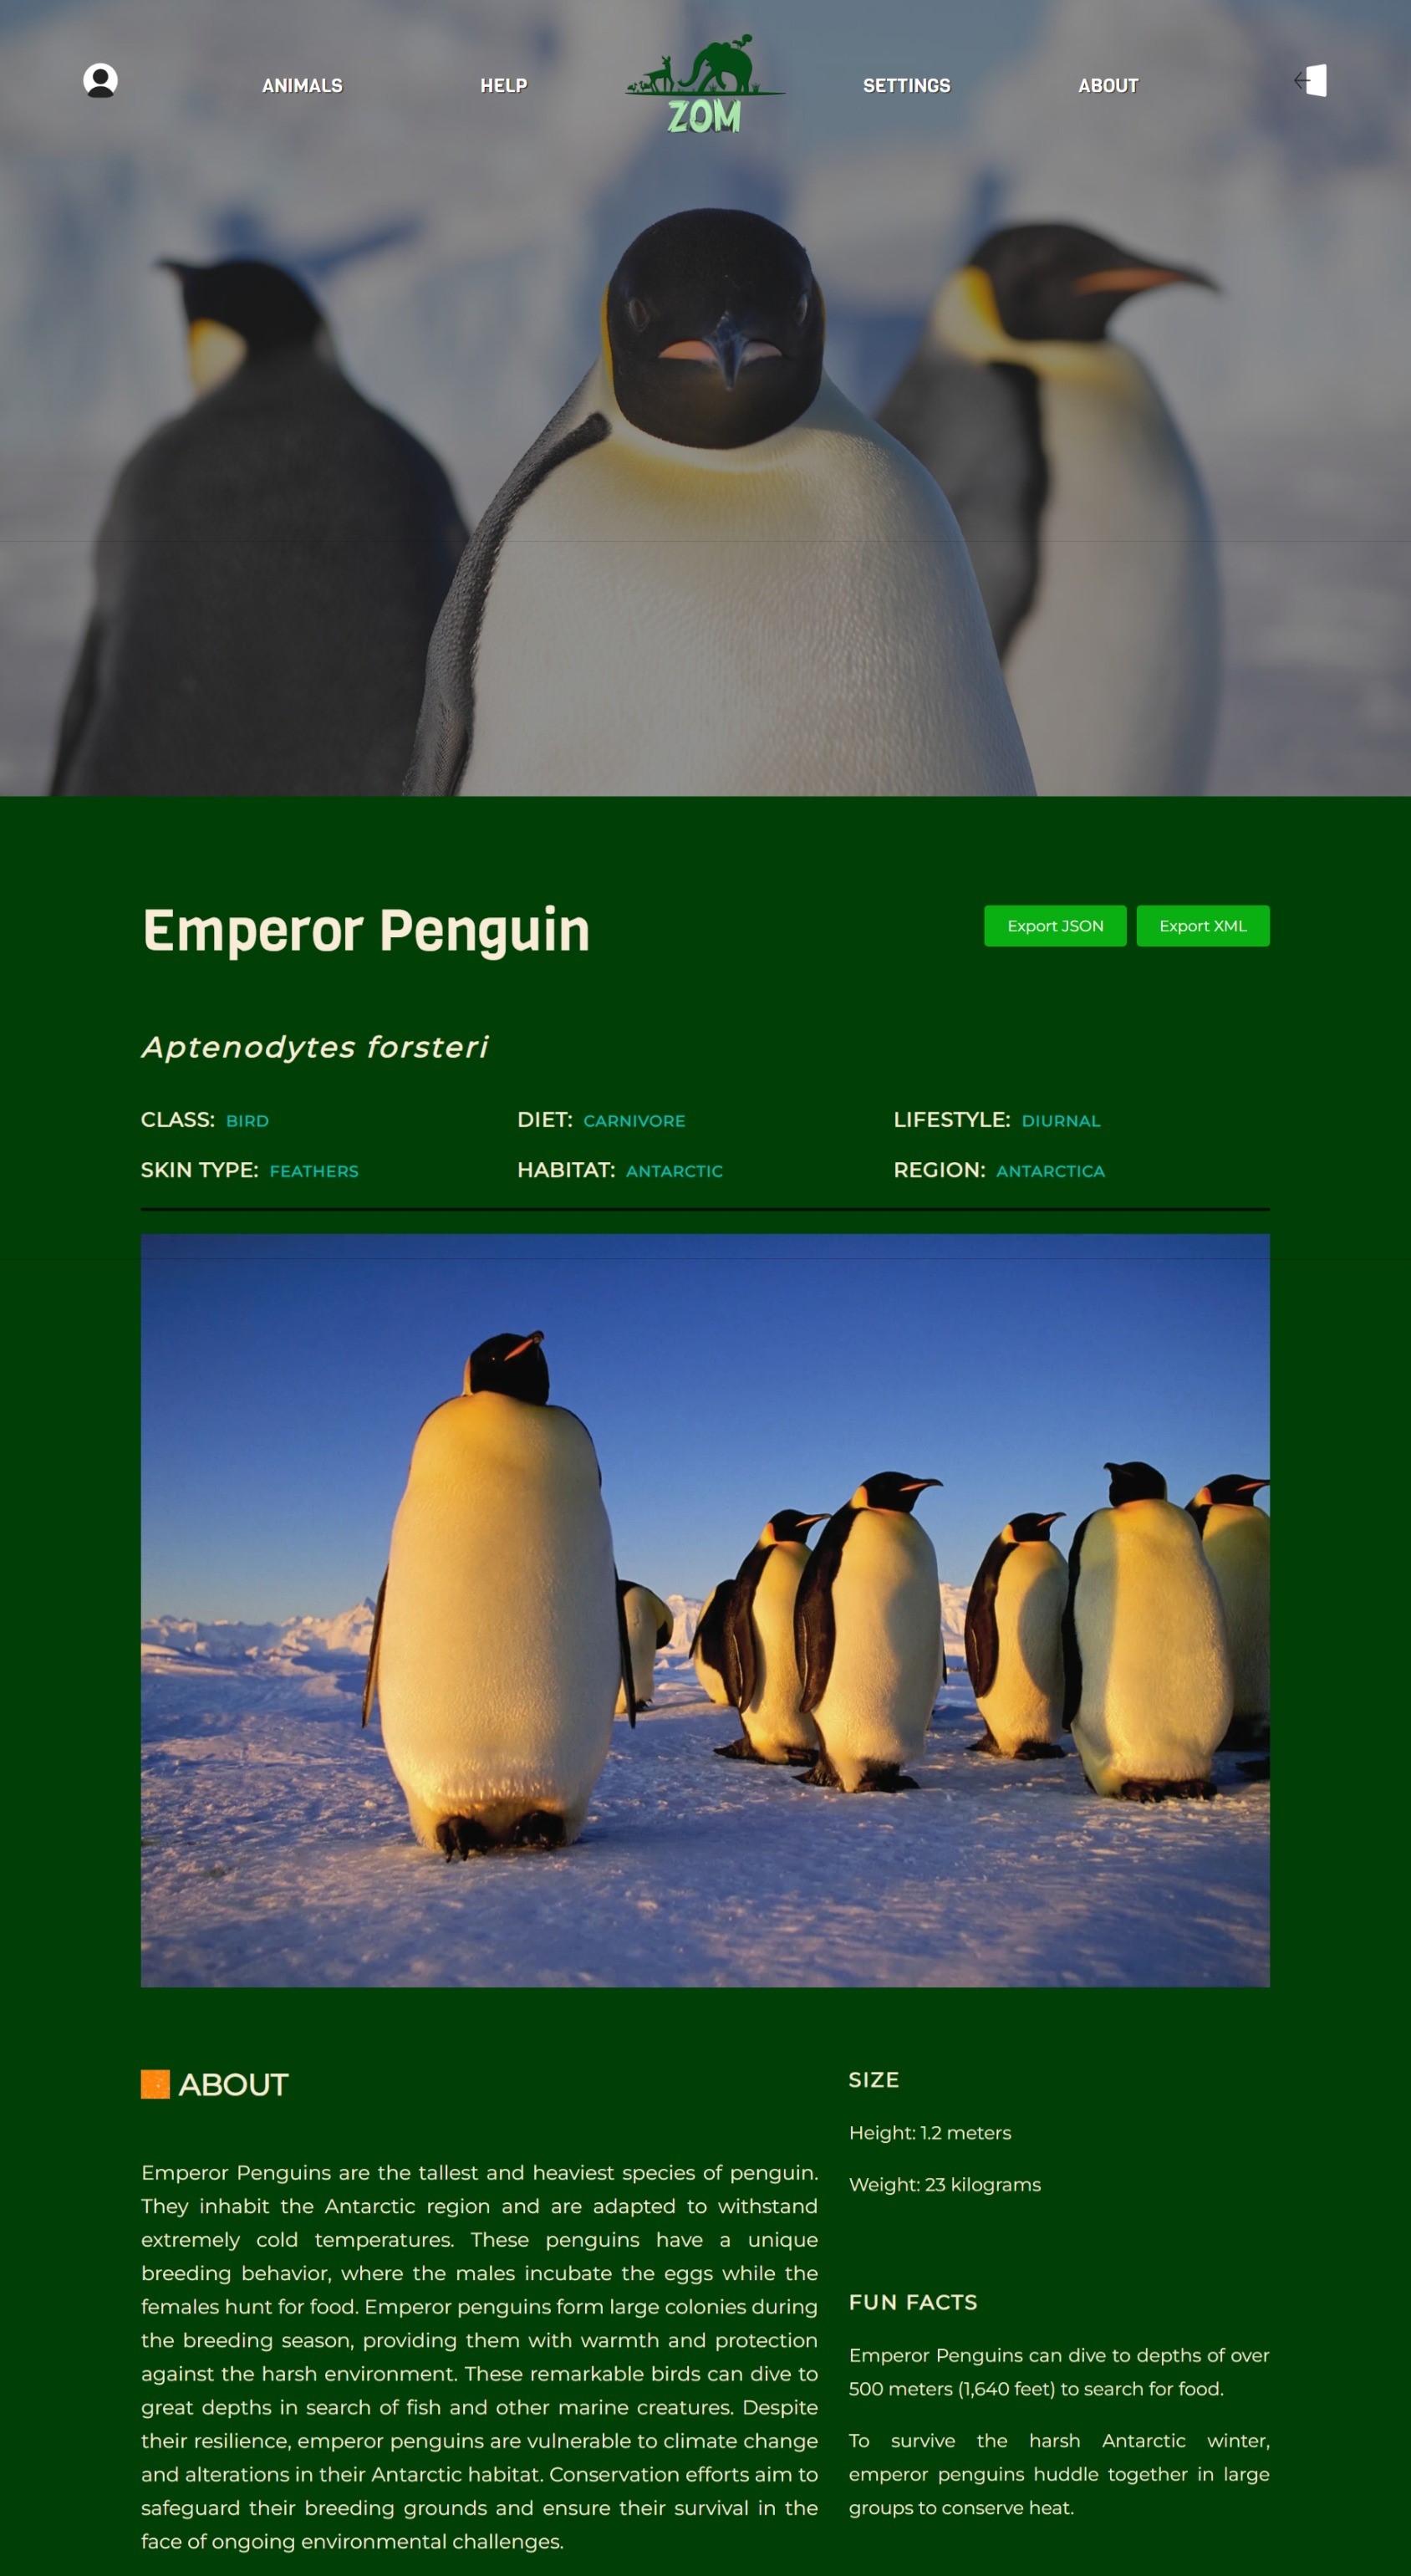 ANIMALS HELP ZOM SETTINGS ABOUT
Emperor Penguin
Export JSON Export XML
Aptenodytes forsteri
CLASS: BIRD DIET: CARNIVORE LIFESTYLE: DIURNAL
SKIN TYPE: FEATHERS HABITAT: ANTARCTIC REGION: ANTARCTICA
ABOUT
Emperor Penguins are the tallest and heaviest species of penguin.
They inhabit the Antarctic region and are adapted to withstand
extremely cold temperatures. These penguins have a unique
breeding behavior, where the males incubate the eggs while the
females hunt for food. Emperor penguins form large colonies during
the breeding season, providing them with warmth and protection
against the harsh environment. These remarkable birds can dive to
great depths in search of fish and other marine creatures. Despite
their resilience, emperor penguins are vulnerable to climate change
and alterations in their Antarctic habitat. Conservation efforts aim to
safeguard their breeding grounds and ensure their survival in the
face of ongoing environmental challenges.
SIZE
Height: 1.2 meters
Weight: 23 kilograms
FUN FACTS
Emperor Penguins can dive to depths of over
500 meters (1,640 feet) to search for food.
To survive the harsh Antarctic winter,
emperor penguins huddle together in large
groups to conserve heat.